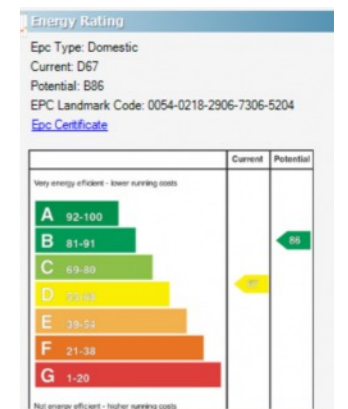 Energy Rating
Epc Type: Domestic
Current: D67
Potential: B86
EPC Landmark Code: 0054-0218-2906-7306-5204
Epc Certificate
Current Potential
Very energy efficient - lower running costs
A 92-100
B 81-91
86
C 69-80
D
E 39-54
F 21-38
G 1-20
Not energy efficient - higher running costs